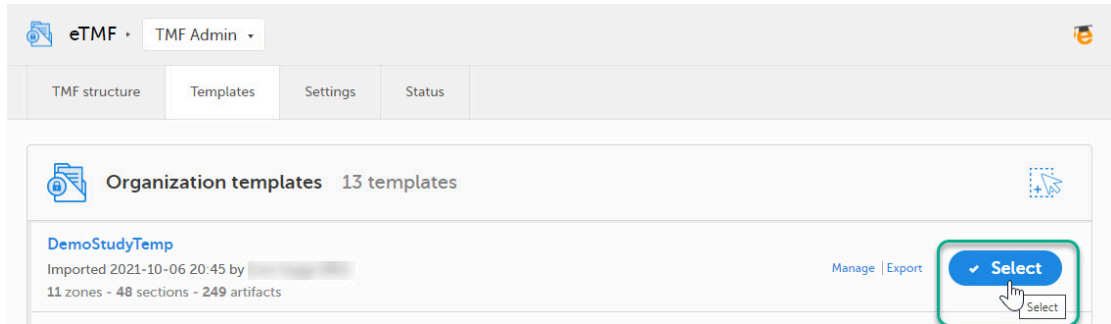 eTMF TMF Admin
TMF structure Templates Settings Status
Organization templates 13 templates
DemoStudyTemp
Imported 2021-10-06 20:45 by
Manage | Export Select
11 zones - 48 sections - 249 artifacts
Select